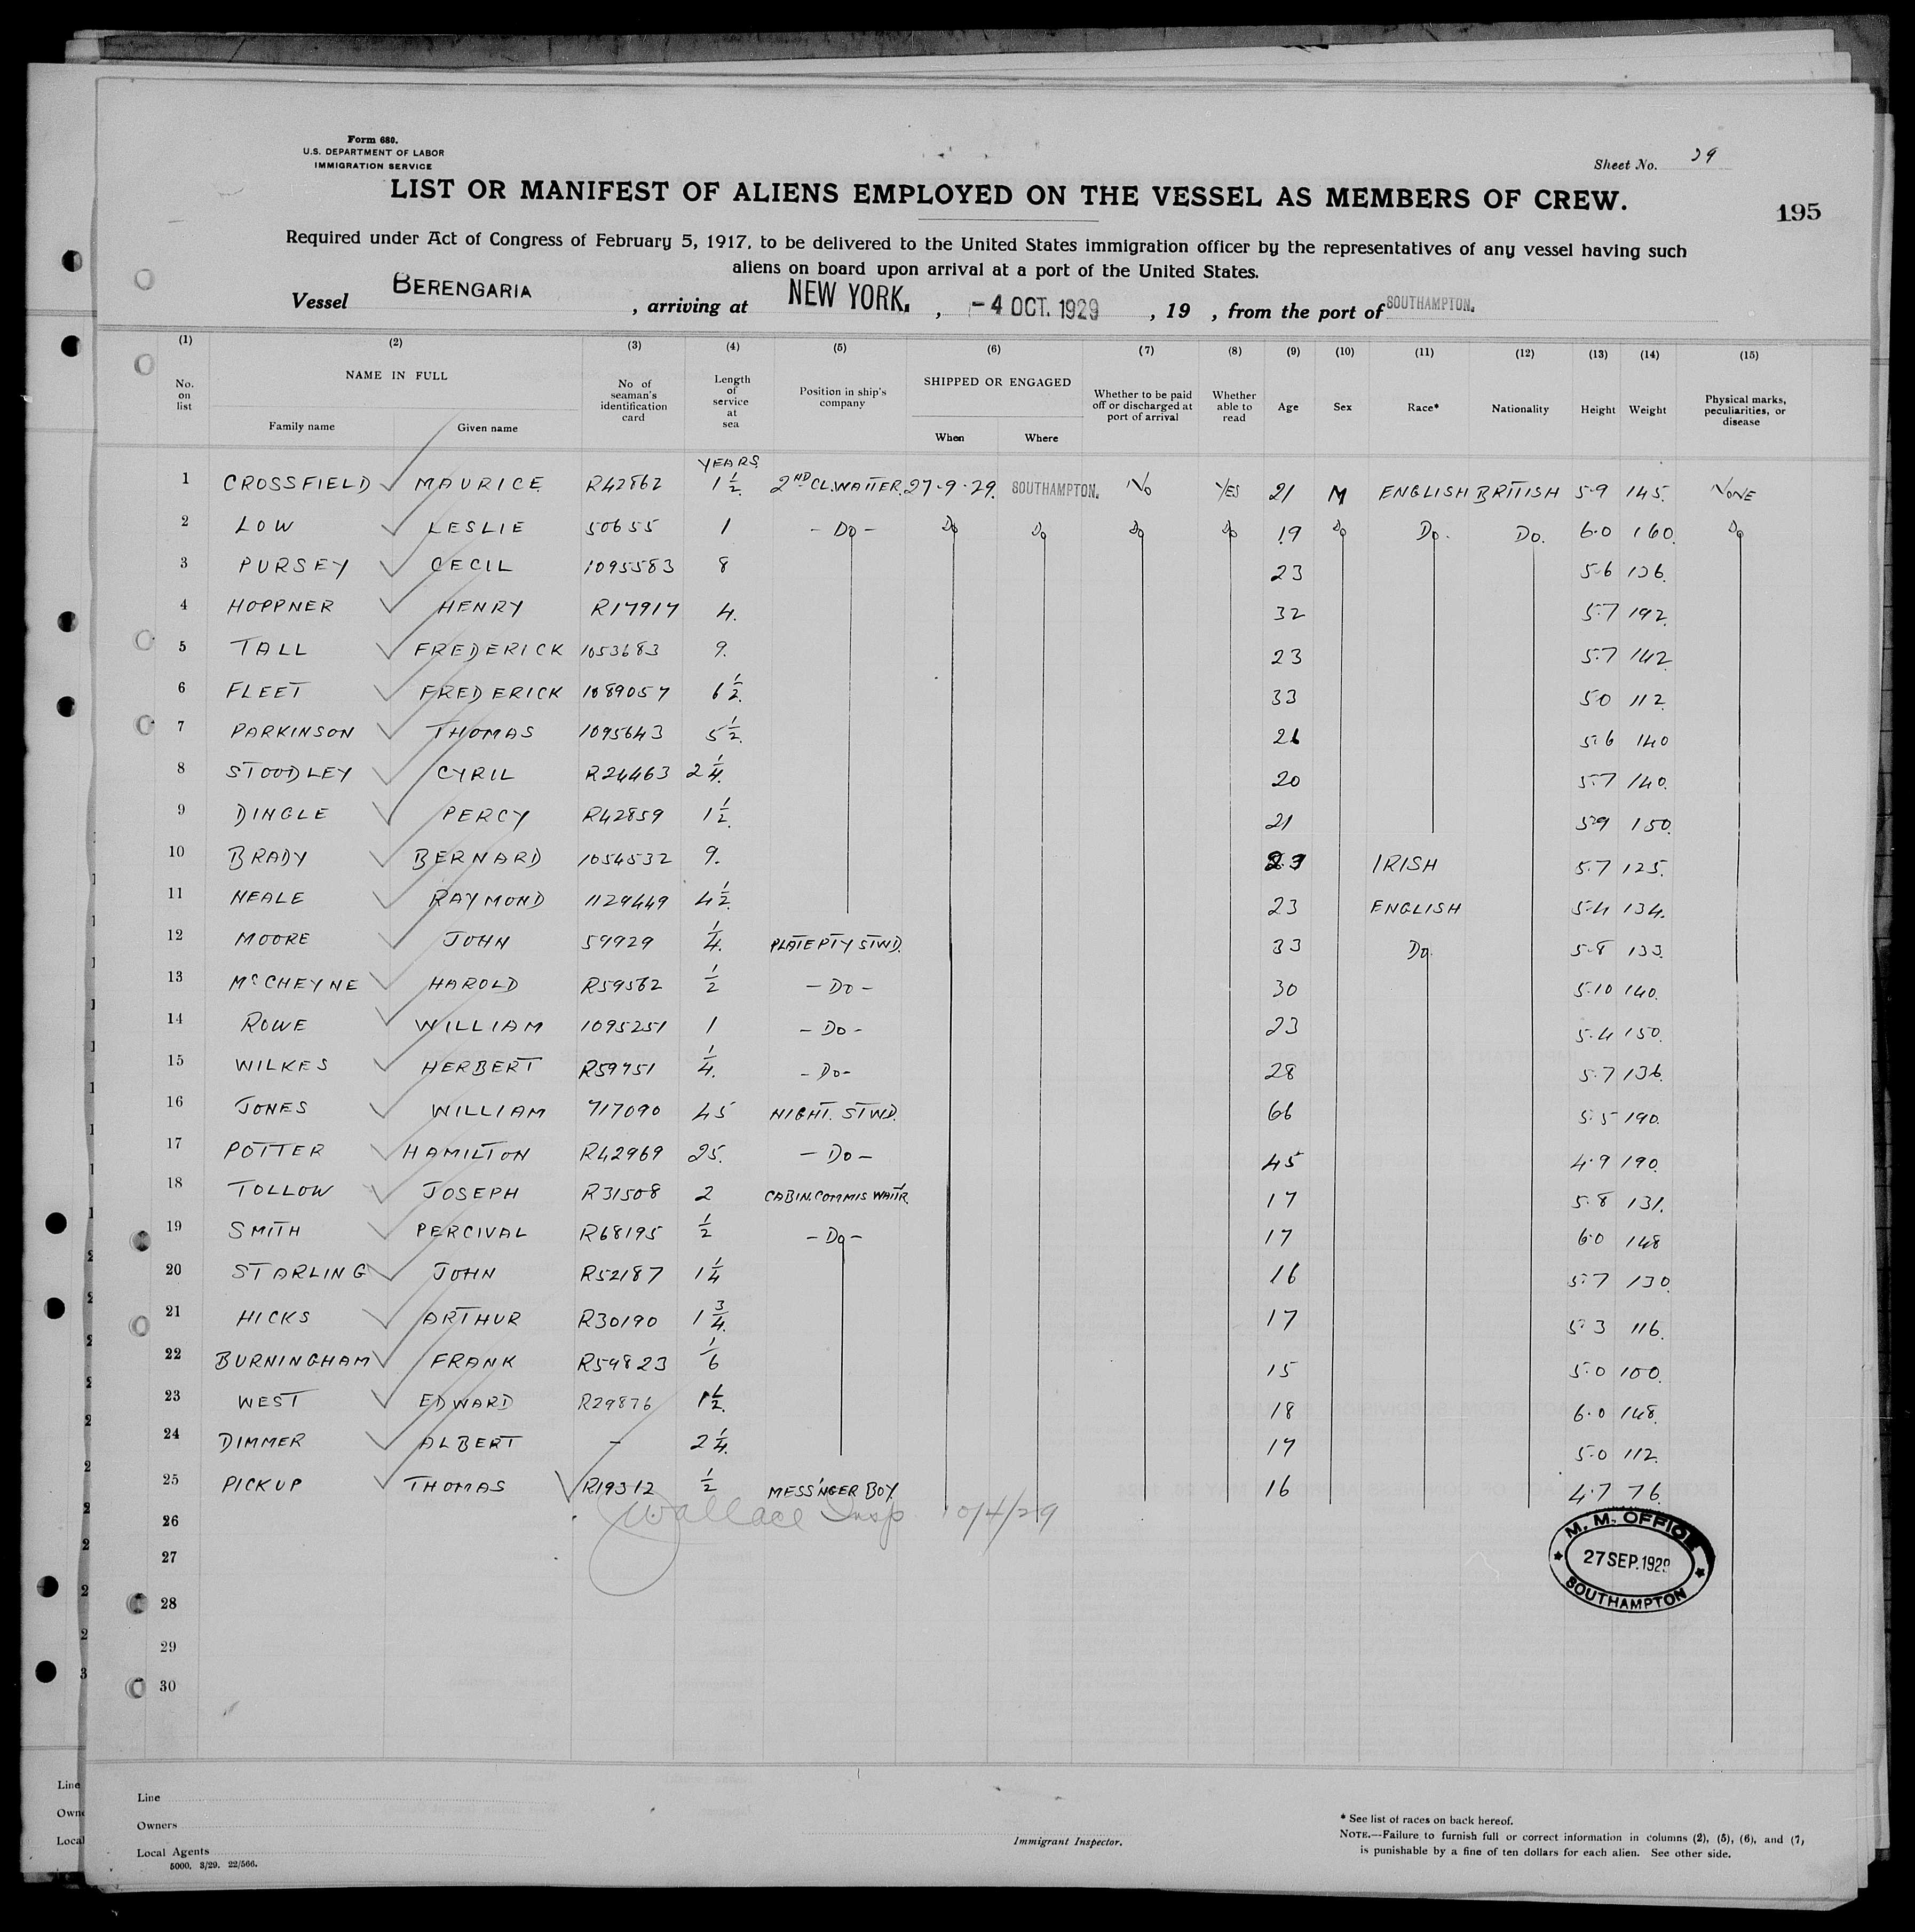 Form 680.
U.S. DEPARTMENT OF LABOR
IMMIGRATION SERVICE
Sheet No. 29
LIST OR MANIFEST OF ALIENS EMPLOYED ON THE VESSEL AS MEMBERS OF CREW.
195
Required under Act of Congress of February 5, 1917, to be delivered to the United States immigration officer by the representatives of any vessel having such
aliens on board upon arrival at a port of the United States.
Vessel BERENGARIA, arriving at NEW YORK, , -4 OCT. 1929, 19 , from the port of SOUTHAMPTON.
(1) (2) (3) (4) (5) (6) (7) (8) (9) (10) (11) (12) (13) (14) (15)
No. on list NAME IN FULL Family name Given name No of seaman's identification card Length of service at sea Position in ship's company SHIPPED OR ENGAGED When Where Whether to be paid off or discharged at port of arrival Whether able to read Age Sex Race* Nationality Height Weight Physical marks, peculiarities, or disease
YEARS
1 CROSSFIELD MAURICE R42862 1 1/2 2ND CL.WAITER 27-9-29. SOUTHAMPTON. NO YES 21 M ENGLISH BRITISH 5-9 145. NONE
2 LOW LESLIE 50655 1 -DO- DO DO DO DO 19 DO DO. DO. 6.0 160. DO
3 PURSEY CECIL 1095583 8 23 5-6 136.
4 HOPPNER HENRY R17917 4. 32 5.7 192.
5 TALL FREDERICK 1053683 9. 23 5.7 142
6 FLEET FREDERICK 1089057 6 1/2. 33 5.0 112
7 PARKINSON THOMAS 1095643 5 1/2. 26 5.6 140
8 STOODLEY CYRIL R24463 2 1/4. 20 5.7 140.
9 DINGLE PERCY R42859 1 1/2. 21 5.9 150.
10 BRADY BERNARD 1054532 9. 23 IRISH 5.7 125.
11 NEALE RAYMOND 1129449 4 1/2. 23 ENGLISH 5.4 134.
12 MOORE JOHN 59929 1/4. PLATE PTY STWD. 33 DO. 5.8 133.
13 McCHEYNE HAROLD R59562 1/2 -DO- 30 5.10 140.
14 ROWE WILLIAM 1095251 1 -DO- 23 5.4 150.
15 WILKES HERBERT R59751 1/4. -DO- 28 5.7 136.
16 JONES WILLIAM 717090 45 NIGHT. STWD. 66 5.5 190.
17 POTTER HAMILTON R42969 25. -DO- 45 4.9 190.
18 TOLLOW JOSEPH R31508 2 CABIN.COMMIS WAITR 17 5.8 131.
19 SMITH PERCIVAL R68195 1/2 -DO- 17 6.0 148
20 STARLING JOHN R52187 1 1/4 16 5.7 130.
21 HICKS ARTHUR R30190 1 3/4. 17 5.3 116.
22 BURNINGHAM FRANK R59823 1/6 15 5.0 100.
23 WEST EDWARD R29876 1 1/2. 18 6.0 148.
24 DIMMER ALBERT - 2 1/4. 17 5.0 112.
25 PICKUP THOMAS R19312 1/2 MESS'NGER BOY. 16 4.7 76.
26 Wallace Insp 10/4/29
27
28
29
30
M. M. OFFICE
27 SEP. 1929
SOUTHAMPTON
Line
Owners
Local Agents
5000. 3/29. 22/566.
Immigrant Inspector.
* See list of races on back hereof.
NOTE.—Failure to furnish full or correct information in columns (2), (5), (6), and (7,
is punishable by a fine of ten dollars for each alien. See other side.